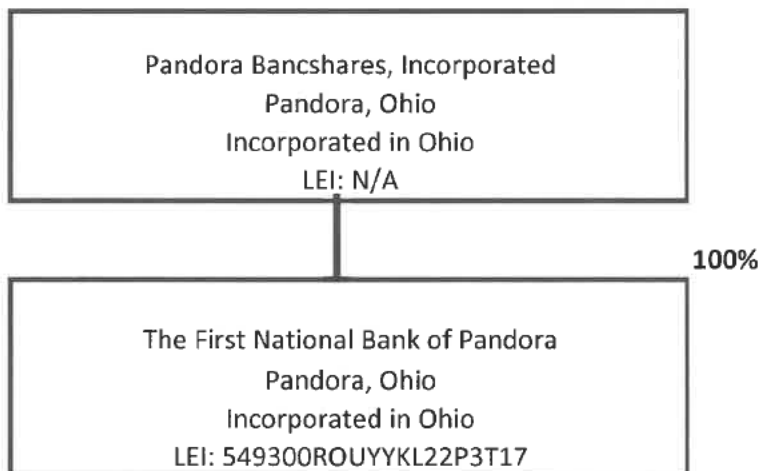 Pandora Bancshares, Incorporated
Pandora, Ohio
Incorporated in Ohio
LEI: N/A
100%
The First National Bank of Pandora
Pandora, Ohio
Incorporated in Ohio
LEI: 549300ROUYYKL22P3T17